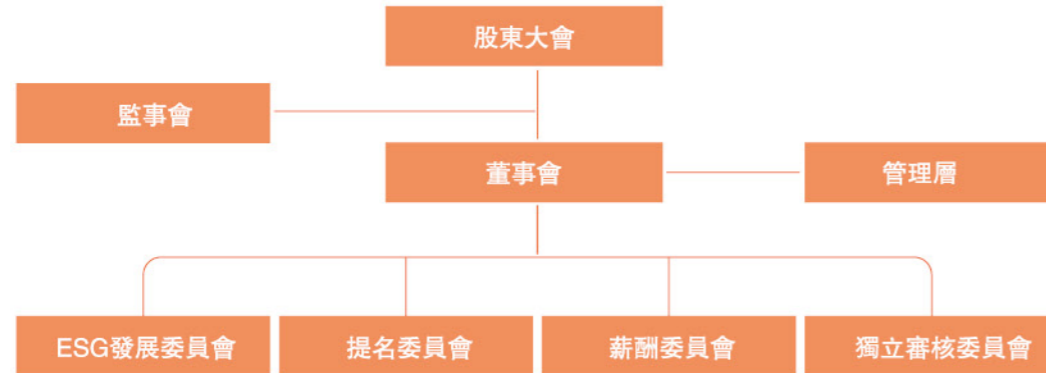 股東大會
監事會
董事會
管理層
ESG發展委員會
提名委員會
薪酬委員會
獨立審核委員會